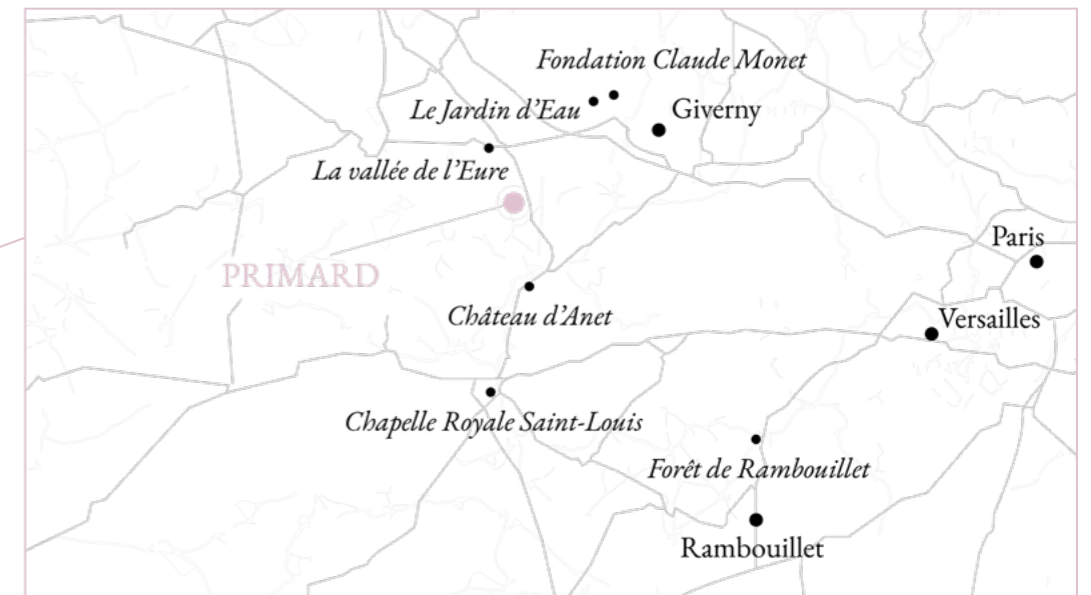 Fondation Claude Monet
Le Jardin d’Eau
Giverny
La vallée de l’Eure
Paris
PRIMARD
Château d’Anet
Versailles
Chapelle Royale Saint-Louis
Forêt de Rambouillet
Rambouillet